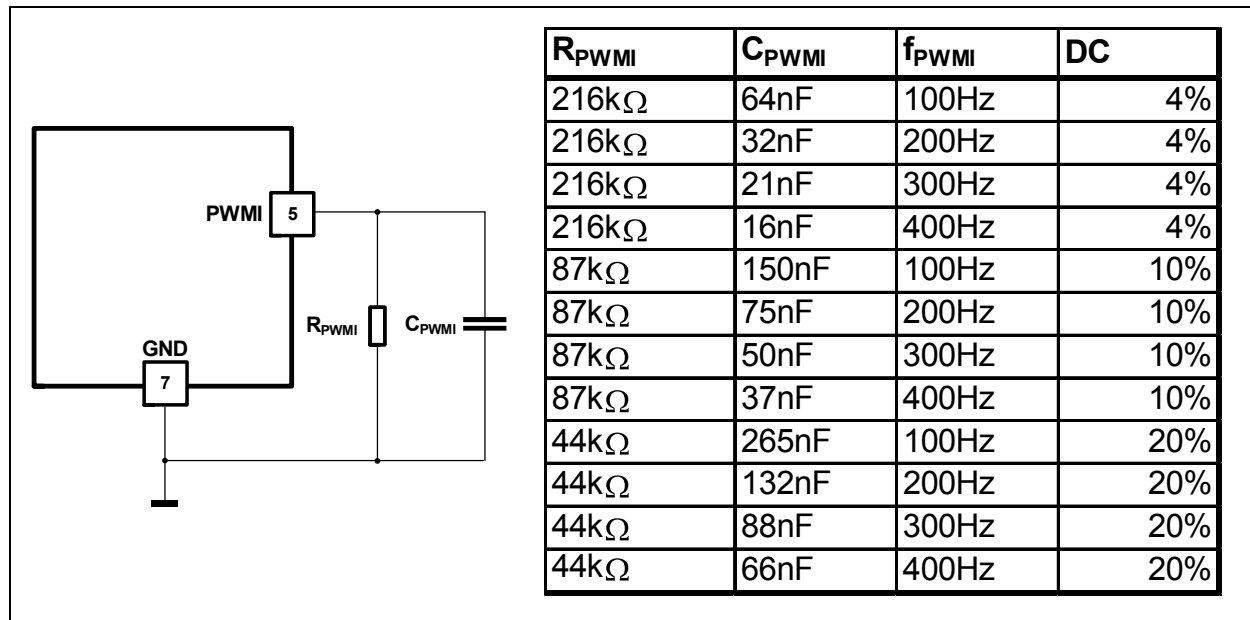 PWMI 5
GND
7
RPWMI CPWMI
RPWMI CPWMI fPWMI DC
216kΩ 64nF 100Hz 4%
216kΩ 32nF 200Hz 4%
216kΩ 21nF 300Hz 4%
216kΩ 16nF 400Hz 4%
87kΩ 150nF 100Hz 10%
87kΩ 75nF 200Hz 10%
87kΩ 50nF 300Hz 10%
87kΩ 37nF 400Hz 10%
44kΩ 265nF 100Hz 20%
44kΩ 132nF 200Hz 20%
44kΩ 88nF 300Hz 20%
44kΩ 66nF 400Hz 20%